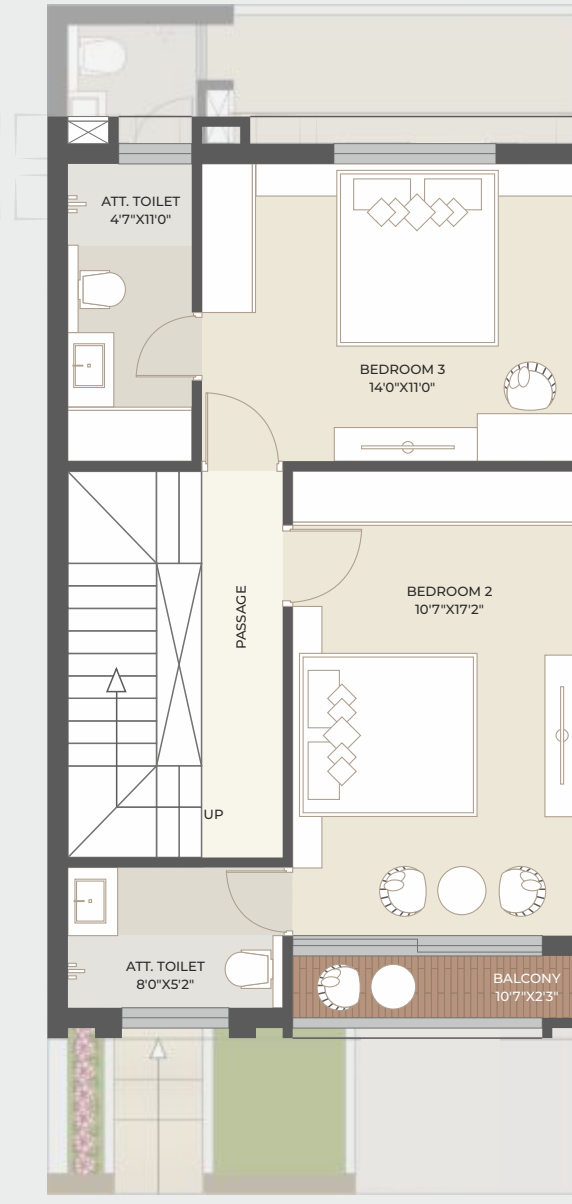 ATT. TOILET
4'7"X11'0"
BEDROOM 3
14'0"X11'0"
PASSAGE
BEDROOM 2
10'7"X17'2"
UP
ATT. TOILET
8'0"X5'2"
BALCONY
10'7"X2'3"